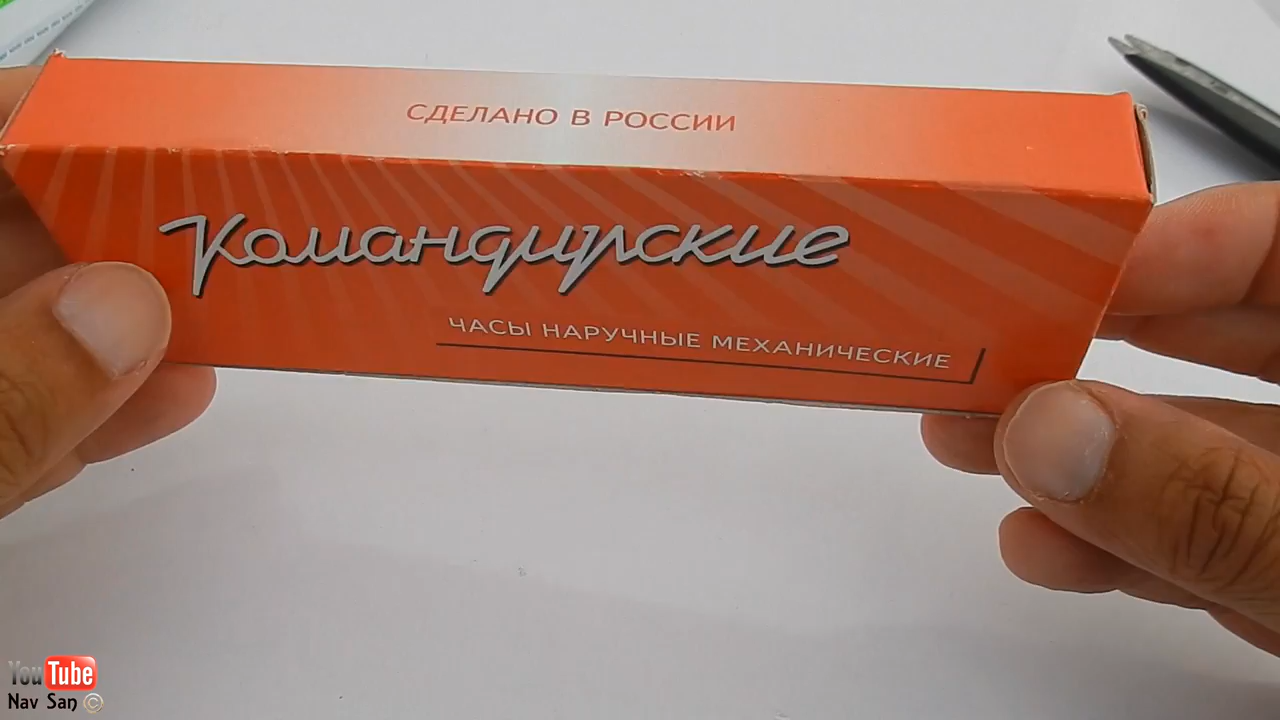 СДЕЛАНО В РОССИИ
Командирские
ЧАСЫ НАРУЧНЫЕ МЕХАНИЧЕСКИЕ
YouTube
Nav San ©